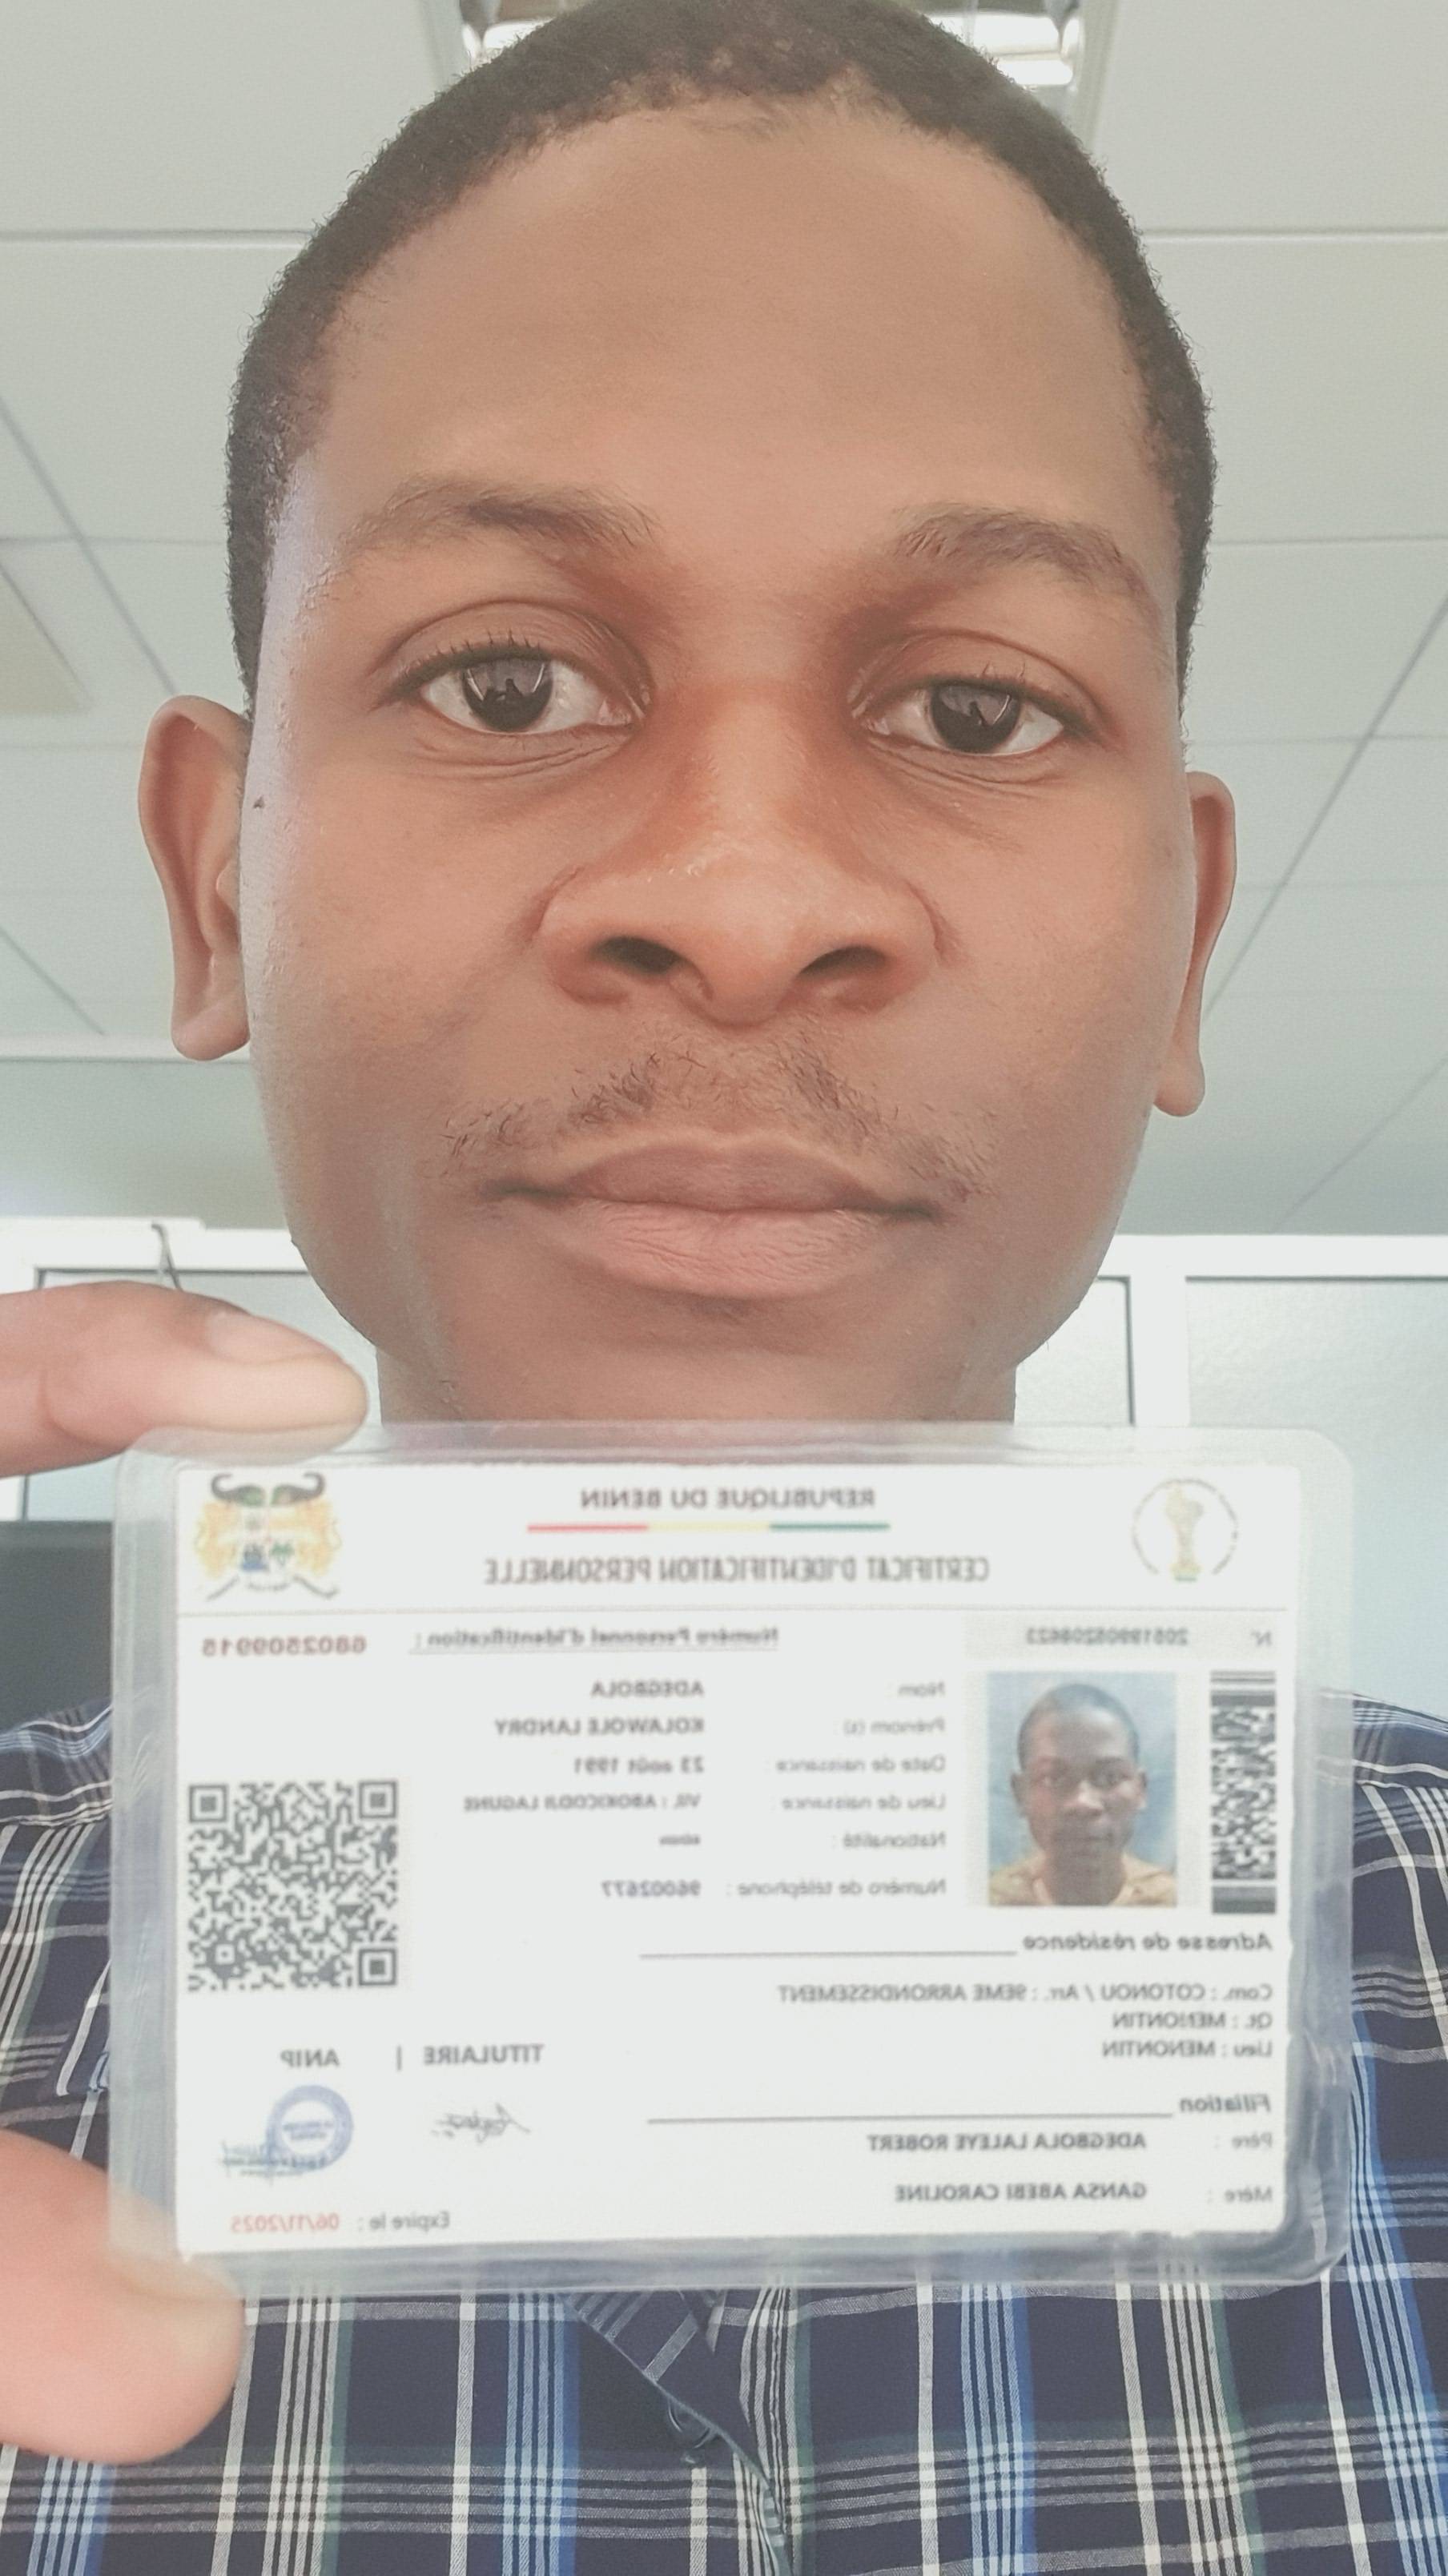 REPUBLIQUE DU BENIN
CERTIFICAT D'IDENTIFICATION PERSONNELLE
N° 20519905208623
Numéro Personnel d'Identification : 6802509915
Nom : ADEGBOLA
Prénom (s) : KOLAWOLE LANDRY
Date de naissance : 23 août 1991
Lieu de naissance : Vil. : ABOKICODJI LAGUNE
Nationalité :
Numéro de téléphone : 96002677
Adresse de résidence
Com. : COTONOU / Arr. : 9EME ARRONDISSEMENT
Qt. : MENONTIN
Lieu : MENONTIN
TITULAIRE | ANIP
Filiation
Père : ADEGBOLA LALEYE ROBERT
Mère : GANSA ABEBI CAROLINE
Expire le : 06/11/2025